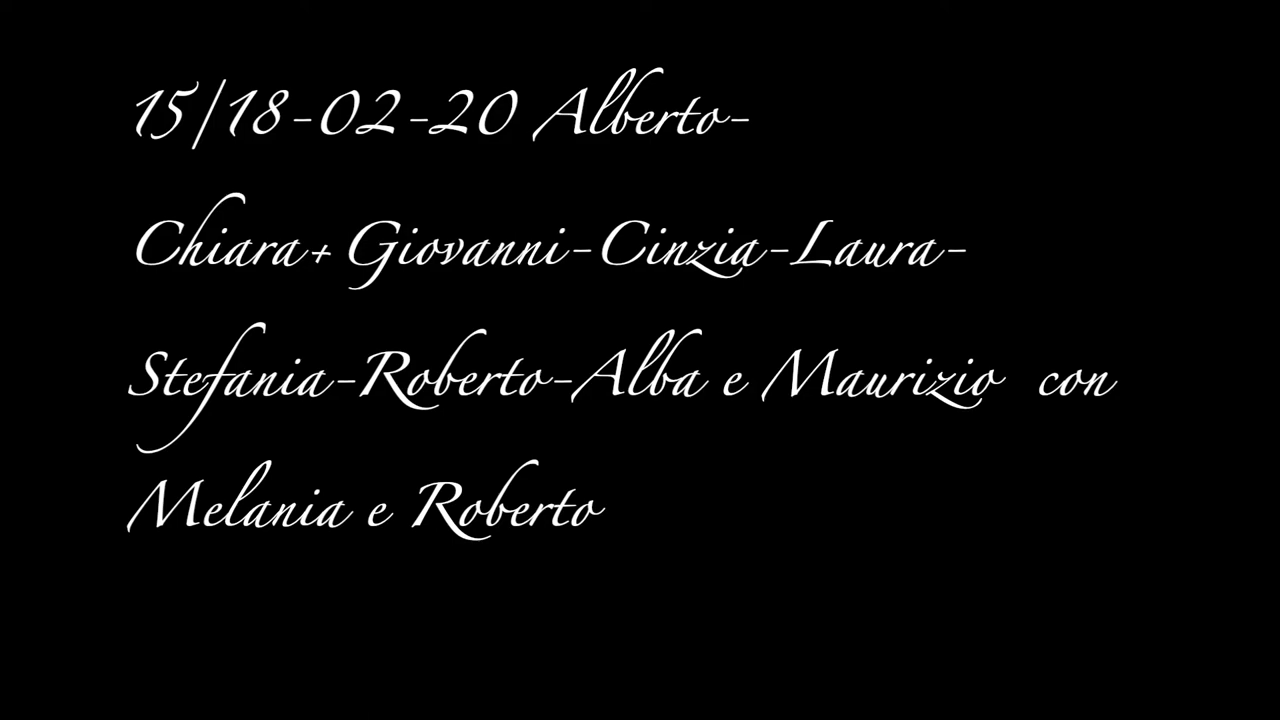 15/18-02-20 Alberto-
Chiara+Giovanni-Cinzia-Laura-
Stefania-Roberto-Alba e Maurizio con
Melania e Roberto